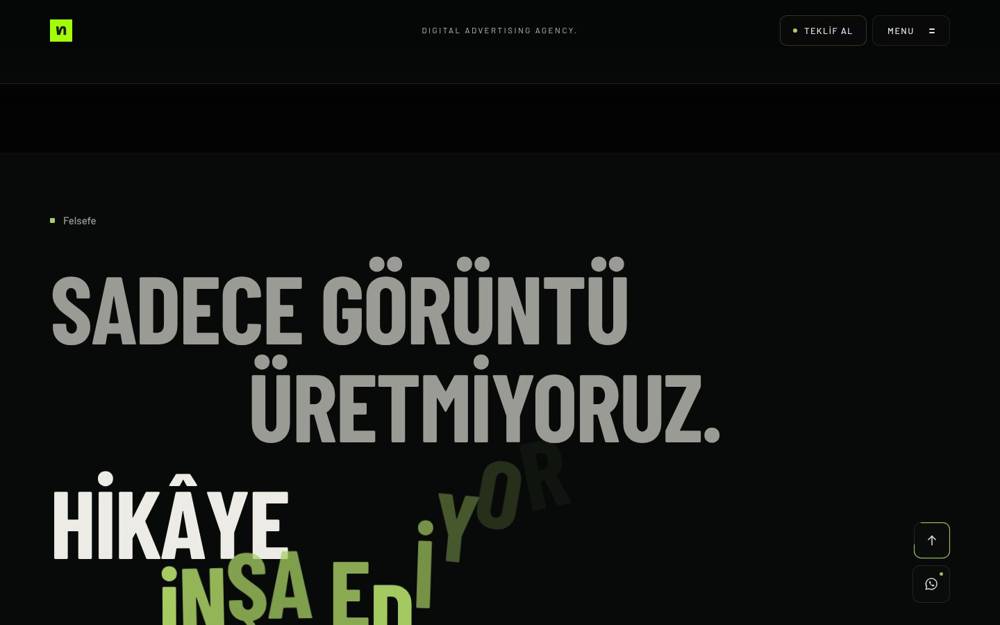 n
DIGITAL ADVERTISING AGENCY.
TEKLİF AL
MENU
Felsefe
SADECE GÖRÜNTÜ
ÜRETMİYORUZ.
HİKÂYE
İNŞA EDİYOR